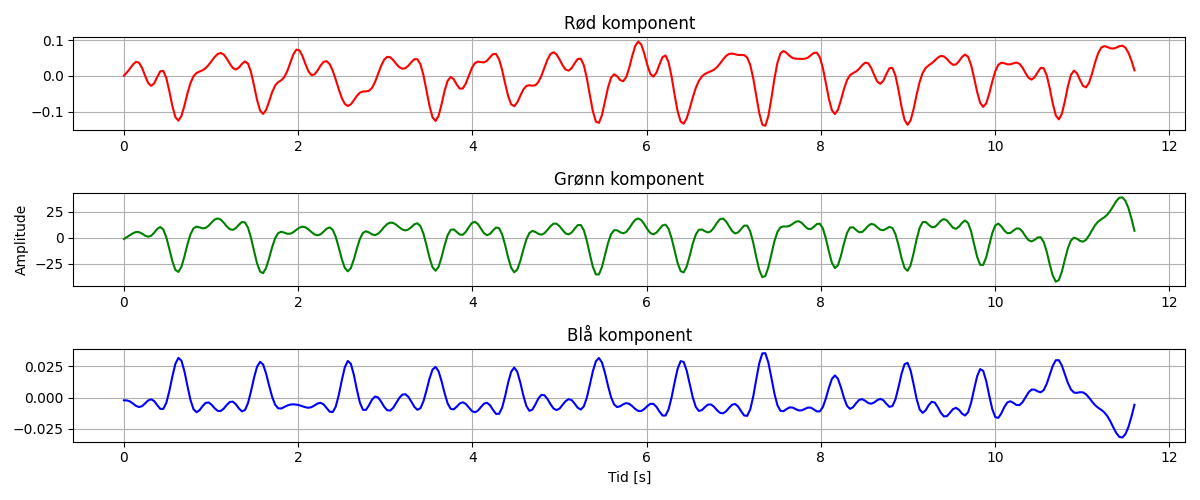 Rød komponent
0.1
0.0
−0.1
0 2 4 6 8 10 12
Grønn komponent
Amplitude
25
0
−25
0 2 4 6 8 10 12
Blå komponent
0.025
0.000
−0.025
0 2 4 6 8 10 12
Tid [s]